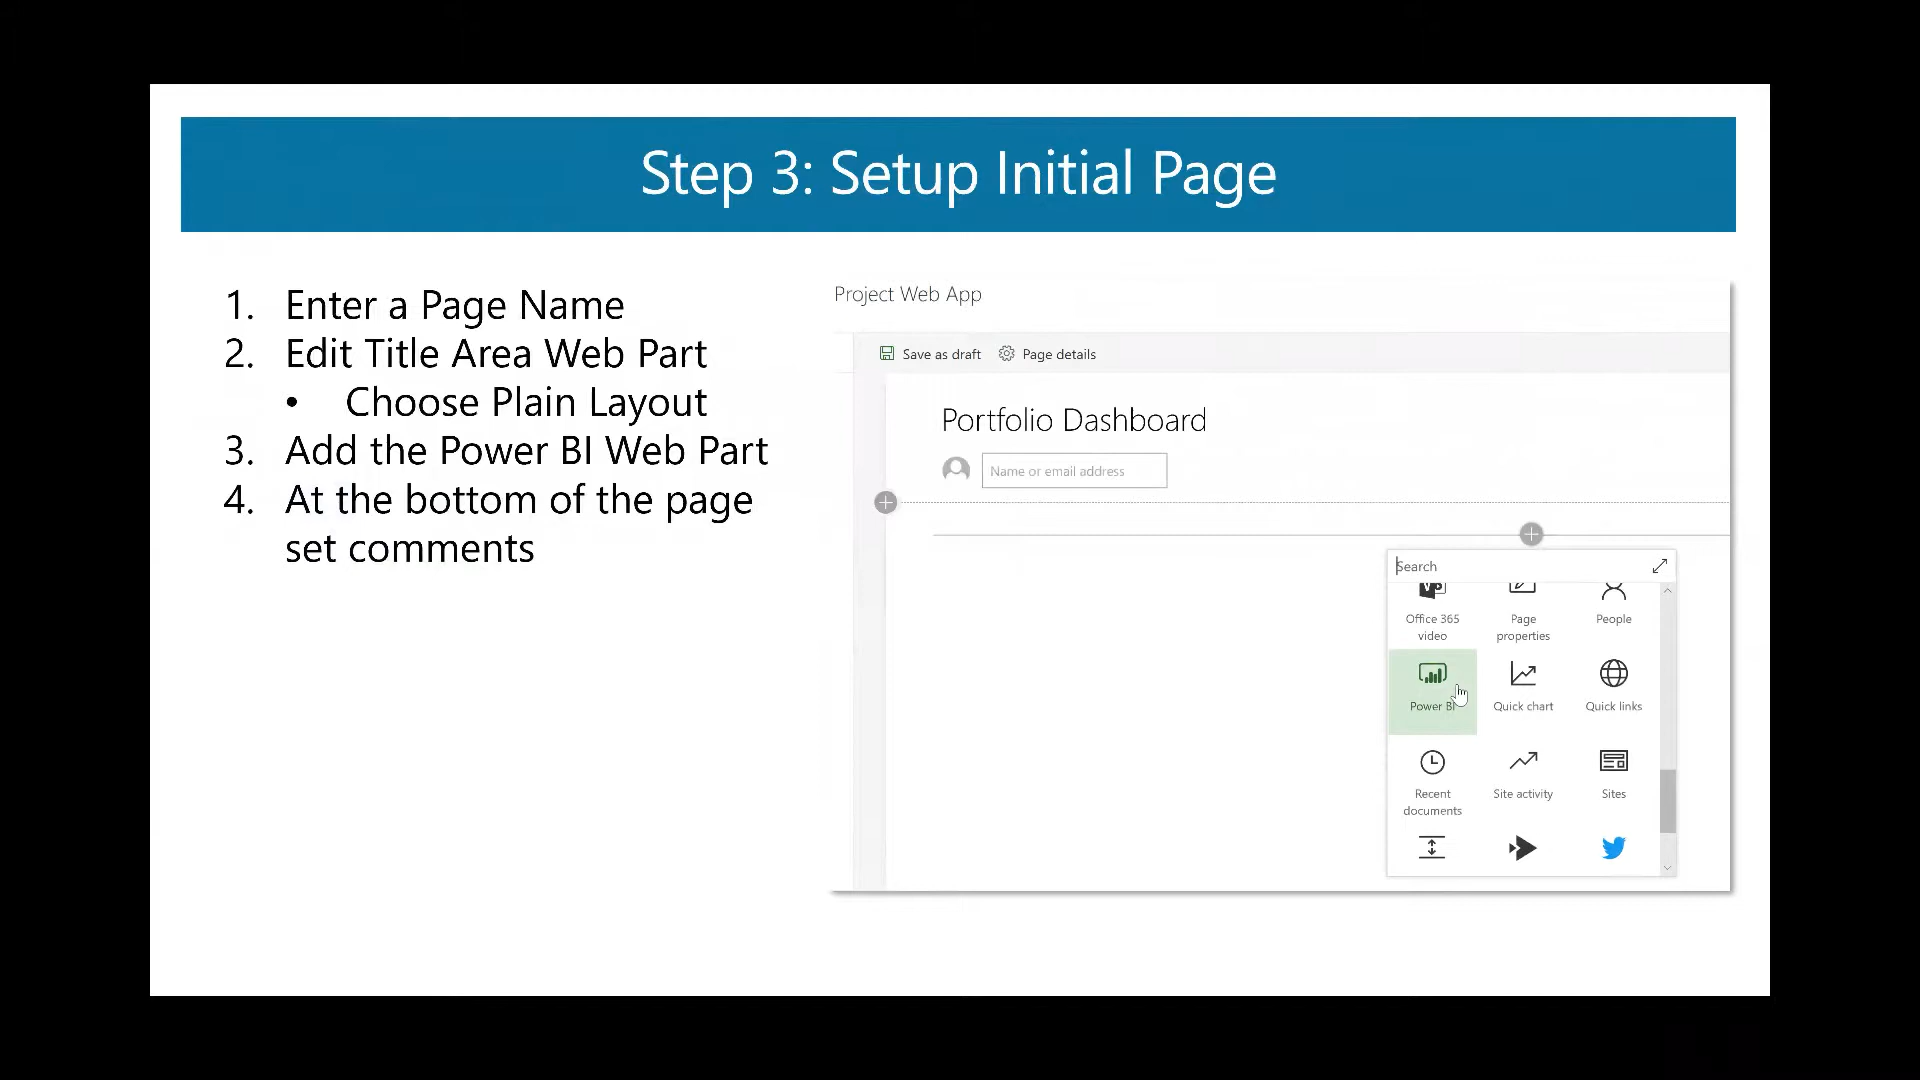 Step 3: Setup Initial Page
1. Enter a Page Name
2. Edit Title Area Web Part
• Choose Plain Layout
3. Add the Power BI Web Part
4. At the bottom of the page
set comments
Project Web App
Save as draft Page details
Portfolio Dashboard
Name or email address
Search
Office 365 video
Page properties
People
Power BI
Quick chart
Quick links
Recent documents
Site activity
Sites